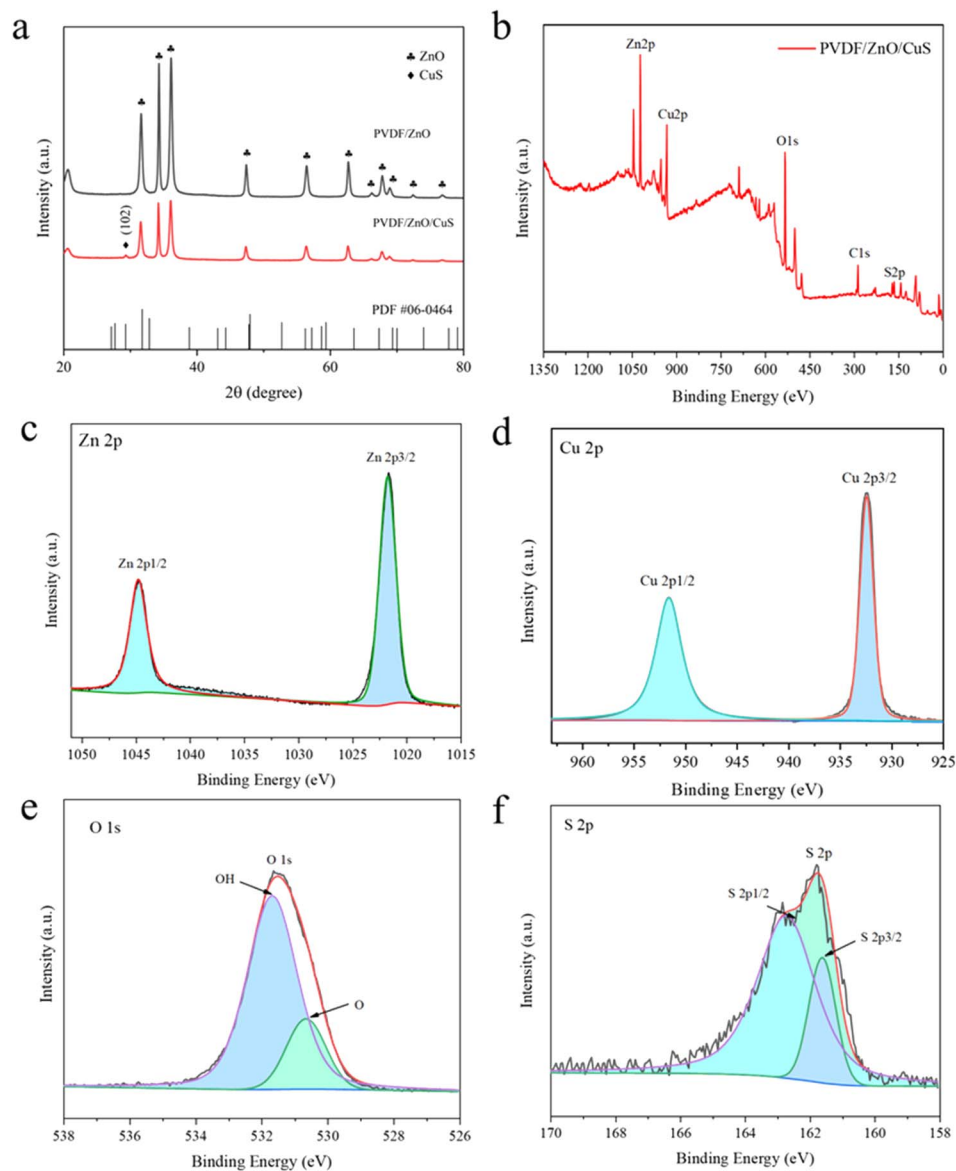 a
♣ ZnO
♦ CuS
PVDF/ZnO
♦ (102)
PVDF/ZnO/CuS
PDF #06-0464
Intensity (a.u.)
20 40 60 80
2θ (degree)
b
PVDF/ZnO/CuS
Zn2p
Cu2p
O1s
C1s
S2p
Intensity (a.u.)
1350 1200 1050 900 750 600 450 300 150 0
Binding Energy (eV)
c
Zn 2p
Zn 2p3/2
Zn 2p1/2
Intensity (a.u.)
1050 1045 1040 1035 1030 1025 1020 1015
Binding Energy (eV)
d
Cu 2p
Cu 2p3/2
Cu 2p1/2
Intensity (a.u.)
960 955 950 945 940 935 930 925
Binding Energy (eV)
e
O 1s
O 1s
OH
O
Intensity (a.u.)
538 536 534 532 530 528 526
Binding Energy (eV)
f
S 2p
S 2p
S 2p1/2
S 2p3/2
Intensity (a.u.)
170 168 166 164 162 160 158
Binding Energy (eV)